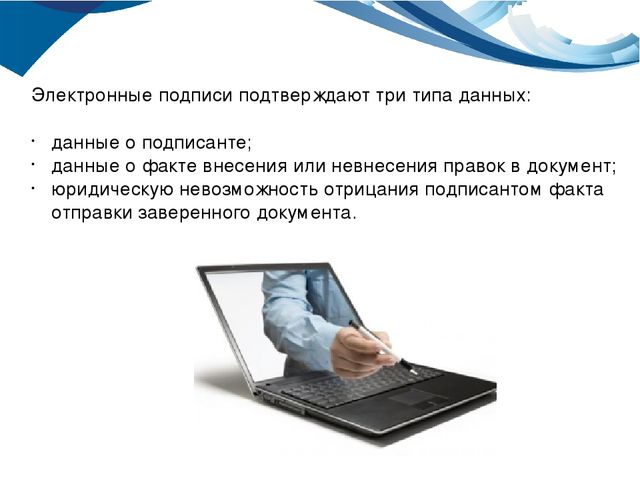 Электронные подписи подтверждают три типа данных:
· данные о подписанте;
· данные о факте внесения или невнесения правок в документ;
· юридическую невозможность отрицания подписантом факта
отправки заверенного документа.